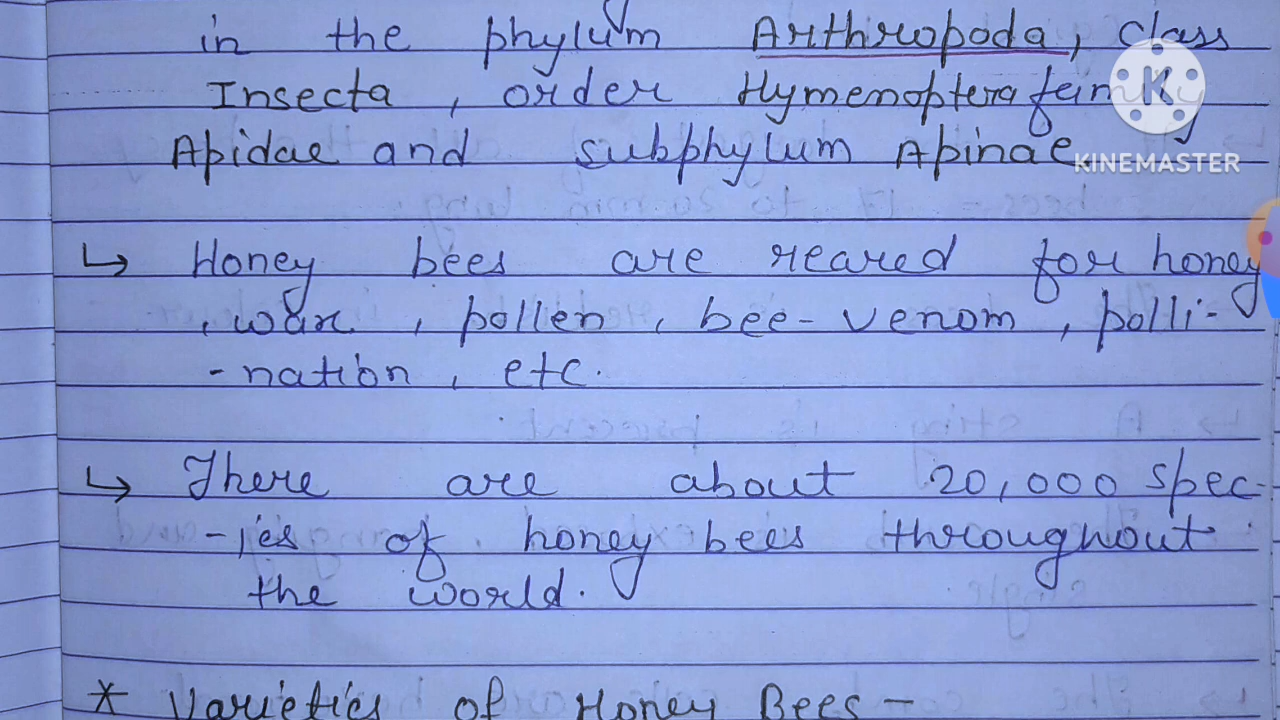 in the phylum Arthropoda, class
Insecta, order Hymenoptera family
Apidae and subphylum Apinae
K
KINEMASTER
↳ Honey bees are reared for honey
, wax, pollen, bee-venom, polli-
-nation, etc.
↳ There are about 20,000 spec-
-ies of honey bees throughout
the world.
* Varieties of Honey Bees -